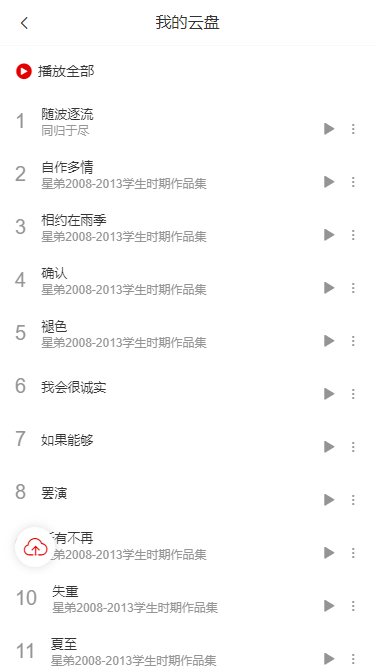 我的云盘
播放全部
1
随波逐流
同归于尽
2
自作多情
星弟2008-2013学生时期作品集
3
相约在雨季
星弟2008-2013学生时期作品集
4
确认
星弟2008-2013学生时期作品集
5
褪色
星弟2008-2013学生时期作品集
6
我会很诚实
7
如果能够
8
罢演
有不再
弟2008-2013学生时期作品集
10
失重
星弟2008-2013学生时期作品集
11
夏至
星弟2008-2013学生时期作品集